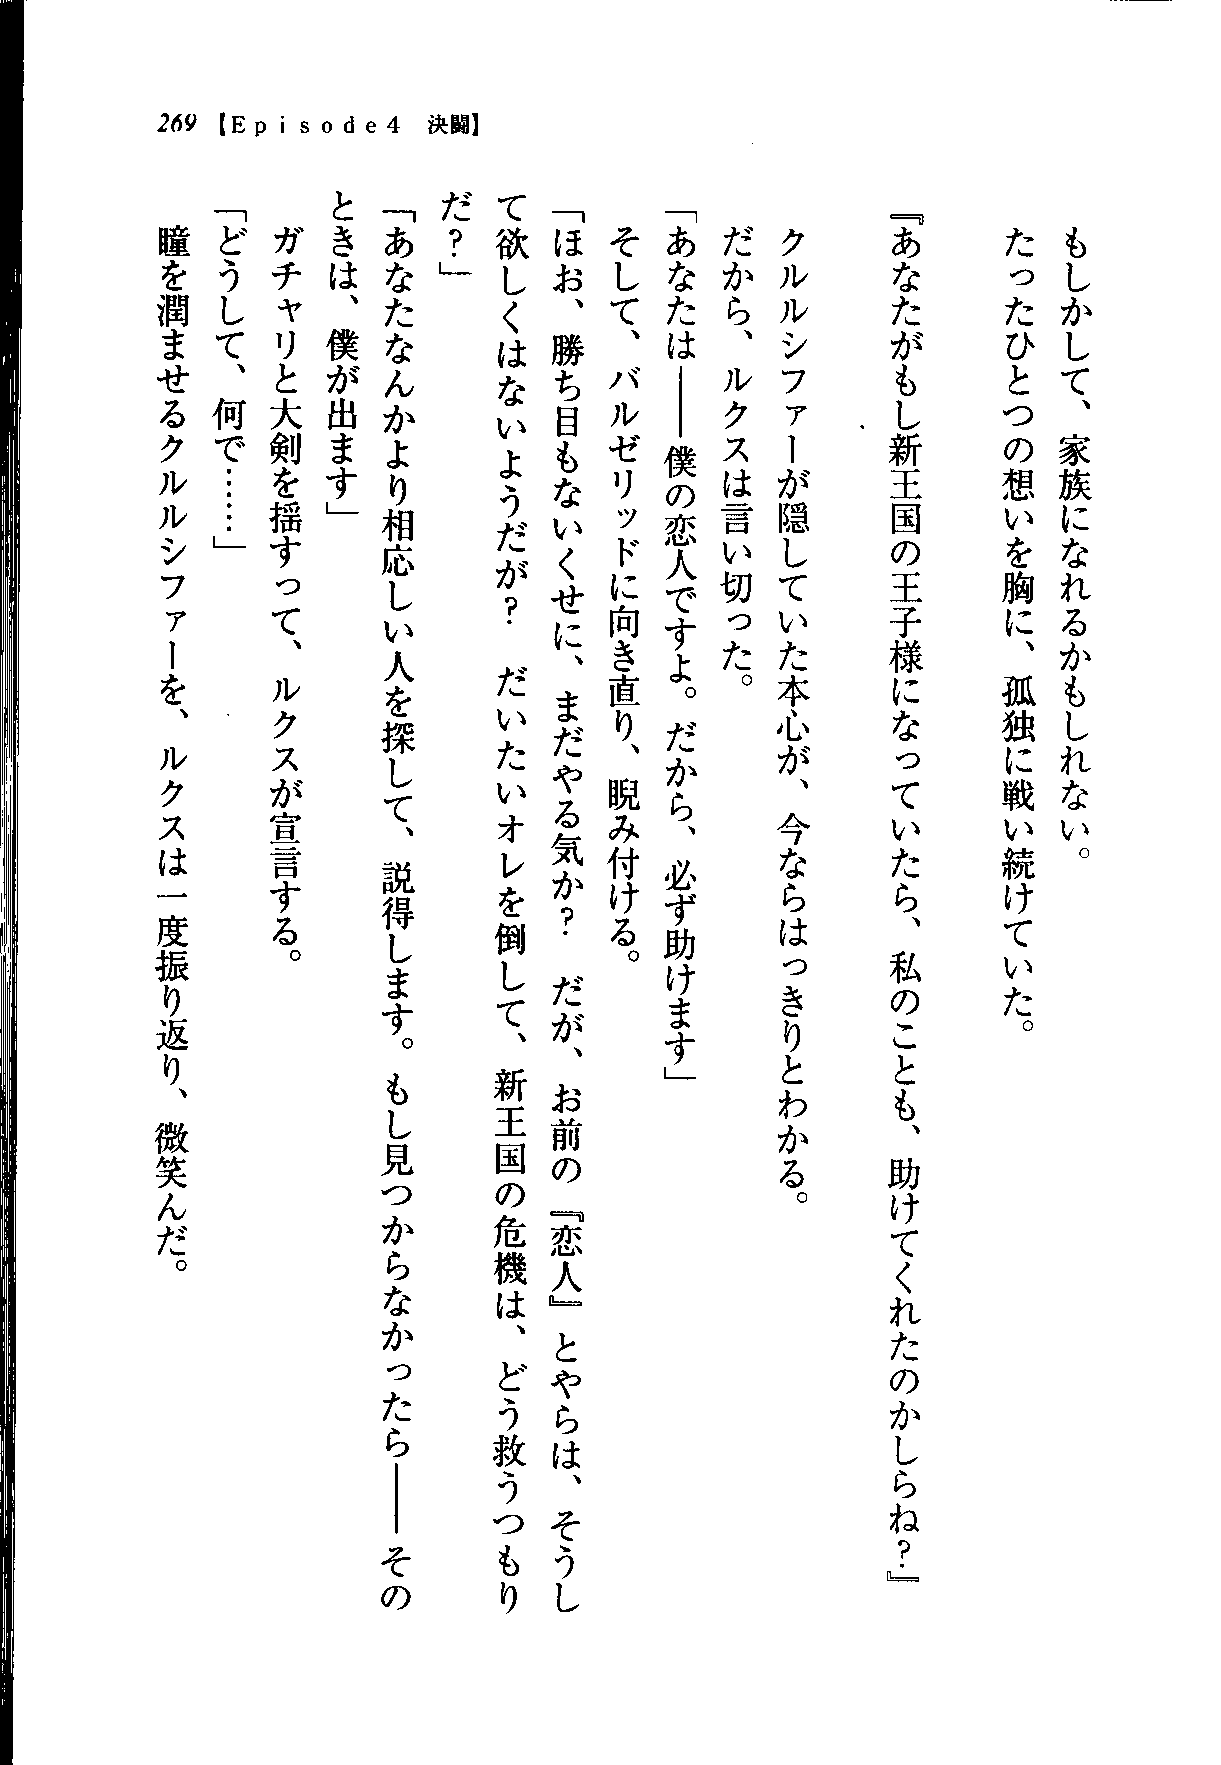 269【Ｅｐｉｓｏｄｅ４　決闘】
　もしかして、家族になれるかもしれない。
　たったひとつの想いを胸に、孤独に戦い続けていた。
『あなたがもし新王国の王子様になっていたら、私のことも、助けてくれたのかしらね？』
　クルルシファーが隠していた本心が、今ならはっきりとわかる。
　だから、ルクスは言い切った。
「あなたは――僕の恋人ですよ。だから、必ず助けます」
　そして、バルゼリッドに向き直り、睨み付ける。
「ほお、勝ち目もないくせに、まだやる気か？　だが、お前の『恋人』とやらは、そうし
て欲しくはないようだが？　だいたいオレを倒して、新王国の危機は、どう救うつもり
だ？」
「あなたなんかより相応しい人を探して、説得します。もし見つからなかったら――その
ときは、僕が出ます」
　ガチャリと大剣を揺すって、ルクスが宣言する。
「どうして、何で……」
　瞳を潤ませるクルルシファーを、ルクスは一度振り返り、微笑んだ。